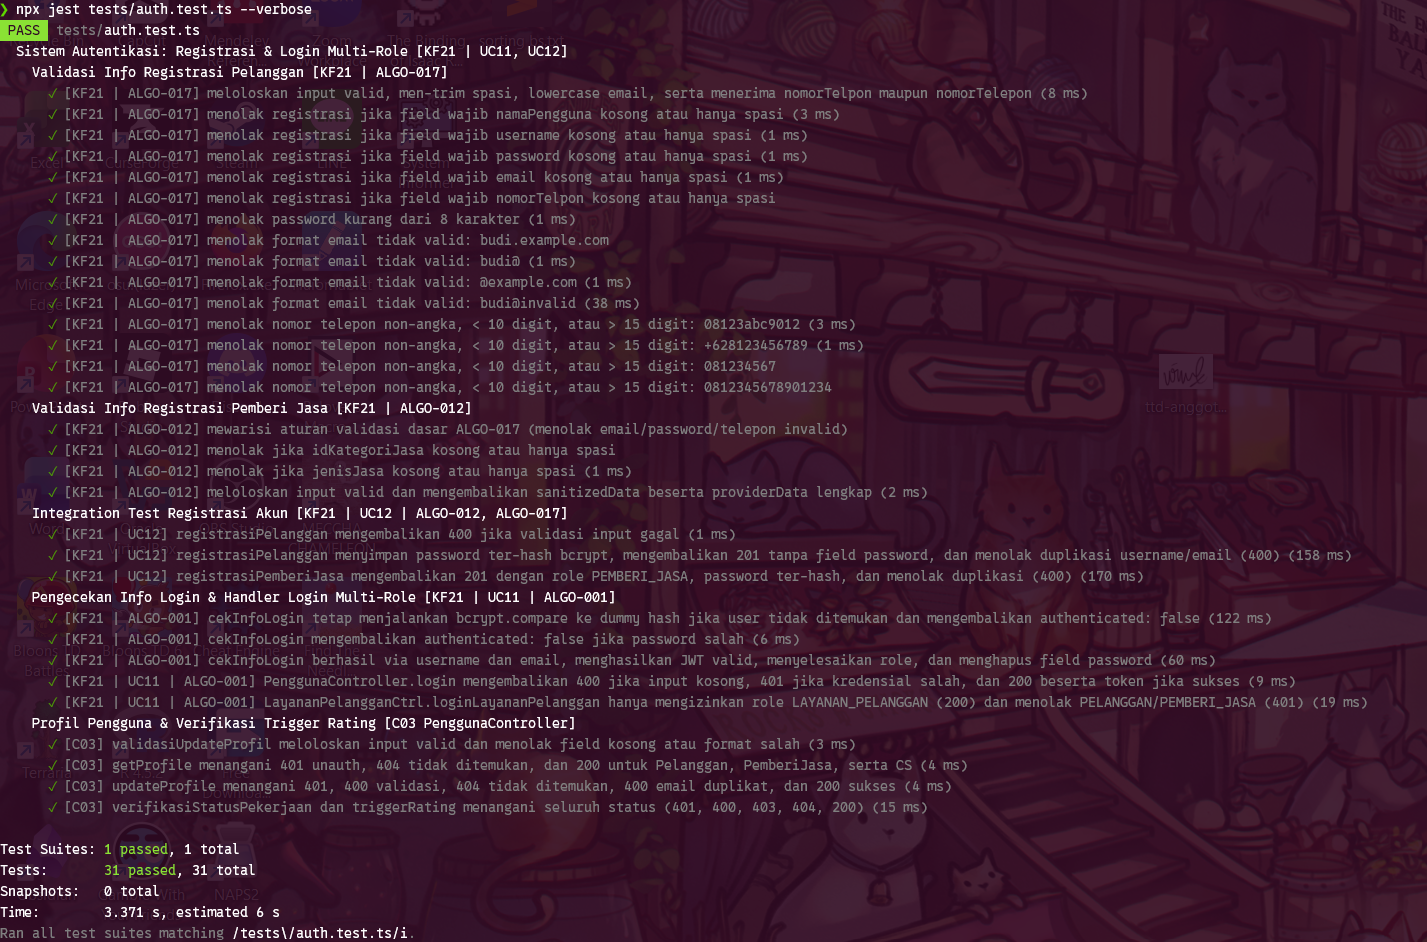 ❯ npx jest tests/auth.test.ts --verbose
PASS tests/auth.test.ts
Sistem Autentikasi: Registrasi & Login Multi-Role [KF21 | UC11, UC12]
Validasi Info Registrasi Pelanggan [KF21 | ALGO-017]
✓ [KF21 | ALGO-017] meloloskan input valid, men-trim spasi, lowercase email, serta menerima nomorTelpon maupun nomorTelepon (8 ms)
✓ [KF21 | ALGO-017] menolak registrasi jika field wajib namaPengguna kosong atau hanya spasi (3 ms)
✓ [KF21 | ALGO-017] menolak registrasi jika field wajib username kosong atau hanya spasi (1 ms)
✓ [KF21 | ALGO-017] menolak registrasi jika field wajib password kosong atau hanya spasi (1 ms)
✓ [KF21 | ALGO-017] menolak registrasi jika field wajib email kosong atau hanya spasi (1 ms)
✓ [KF21 | ALGO-017] menolak registrasi jika field wajib nomorTelpon kosong atau hanya spasi
✓ [KF21 | ALGO-017] menolak password kurang dari 8 karakter (1 ms)
✓ [KF21 | ALGO-017] menolak format email tidak valid: budi.example.com
✓ [KF21 | ALGO-017] menolak format email tidak valid: budi@ (1 ms)
✓ [KF21 | ALGO-017] menolak format email tidak valid: @example.com (1 ms)
✓ [KF21 | ALGO-017] menolak format email tidak valid: budi@invalid (38 ms)
✓ [KF21 | ALGO-017] menolak nomor telepon non-angka, < 10 digit, atau > 15 digit: 08123abc9012 (3 ms)
✓ [KF21 | ALGO-017] menolak nomor telepon non-angka, < 10 digit, atau > 15 digit: +628123456789 (1 ms)
✓ [KF21 | ALGO-017] menolak nomor telepon non-angka, < 10 digit, atau > 15 digit: 081234567
✓ [KF21 | ALGO-017] menolak nomor telepon non-angka, < 10 digit, atau > 15 digit: 0812345678901234
Validasi Info Registrasi Pemberi Jasa [KF21 | ALGO-012]
✓ [KF21 | ALGO-012] mewarisi aturan validasi dasar ALGO-017 (menolak email/password/telepon invalid)
✓ [KF21 | ALGO-012] menolak jika idKategoriJasa kosong atau hanya spasi
✓ [KF21 | ALGO-012] menolak jika jenisJasa kosong atau hanya spasi (1 ms)
✓ [KF21 | ALGO-012] meloloskan input valid dan mengembalikan sanitizedData beserta providerData lengkap (2 ms)
Integration Test Registrasi Akun [KF21 | UC12 | ALGO-012, ALGO-017]
✓ [KF21 | UC12] registrasiPelanggan mengembalikan 400 jika validasi input gagal (1 ms)
✓ [KF21 | UC12] registrasiPelanggan menyimpan password ter-hash bcrypt, mengembalikan 201 tanpa field password, dan menolak duplikasi username/email (400) (158 ms)
✓ [KF21 | UC12] registrasiPemberiJasa mengembalikan 201 dengan role PEMBERI_JASA, password ter-hash, dan menolak duplikasi (400) (170 ms)
Pengecekan Info Login & Handler Login Multi-Role [KF21 | UC11 | ALGO-001]
✓ [KF21 | ALGO-001] cekInfoLogin tetap menjalankan bcrypt.compare ke dummy hash jika user tidak ditemukan dan mengembalikan authenticated: false (122 ms)
✓ [KF21 | ALGO-001] cekInfoLogin mengembalikan authenticated: false jika password salah (6 ms)
✓ [KF21 | ALGO-001] cekInfoLogin berhasil via username dan email, menghasilkan JWT valid, menyelesaikan role, dan menghapus field password (60 ms)
✓ [KF21 | UC11 | ALGO-001] PenggunaController.login mengembalikan 400 jika input kosong, 401 jika kredensial salah, dan 200 beserta token jika sukses (9 ms)
✓ [KF21 | UC11 | ALGO-001] LayananPelangganCtrl.loginLayananPelanggan hanya mengizinkan role LAYANAN_PELANGGAN (200) dan menolak PELANGGAN/PEMBERI_JASA (401) (19 ms)
Profil Pengguna & Verifikasi Trigger Rating [C03 PenggunaController]
✓ [C03] validasiUpdateProfil meloloskan input valid dan menolak field kosong atau format salah (3 ms)
✓ [C03] getProfile menangani 401 unauth, 404 tidak ditemukan, dan 200 untuk Pelanggan, PemberiJasa, serta CS (4 ms)
✓ [C03] updateProfile menangani 401, 400 validasi, 404 tidak ditemukan, 400 email duplikat, dan 200 sukses (4 ms)
✓ [C03] verifikasiStatusPekerjaan dan triggerRating menangani seluruh status (401, 400, 403, 404, 200) (15 ms)
Test Suites: 1 passed, 1 total
Tests: 31 passed, 31 total
Snapshots: 0 total
Time: 3.371 s, estimated 6 s
Ran all test suites matching /tests\/auth.test.ts/i.
ttd-anggot...
NAPS2